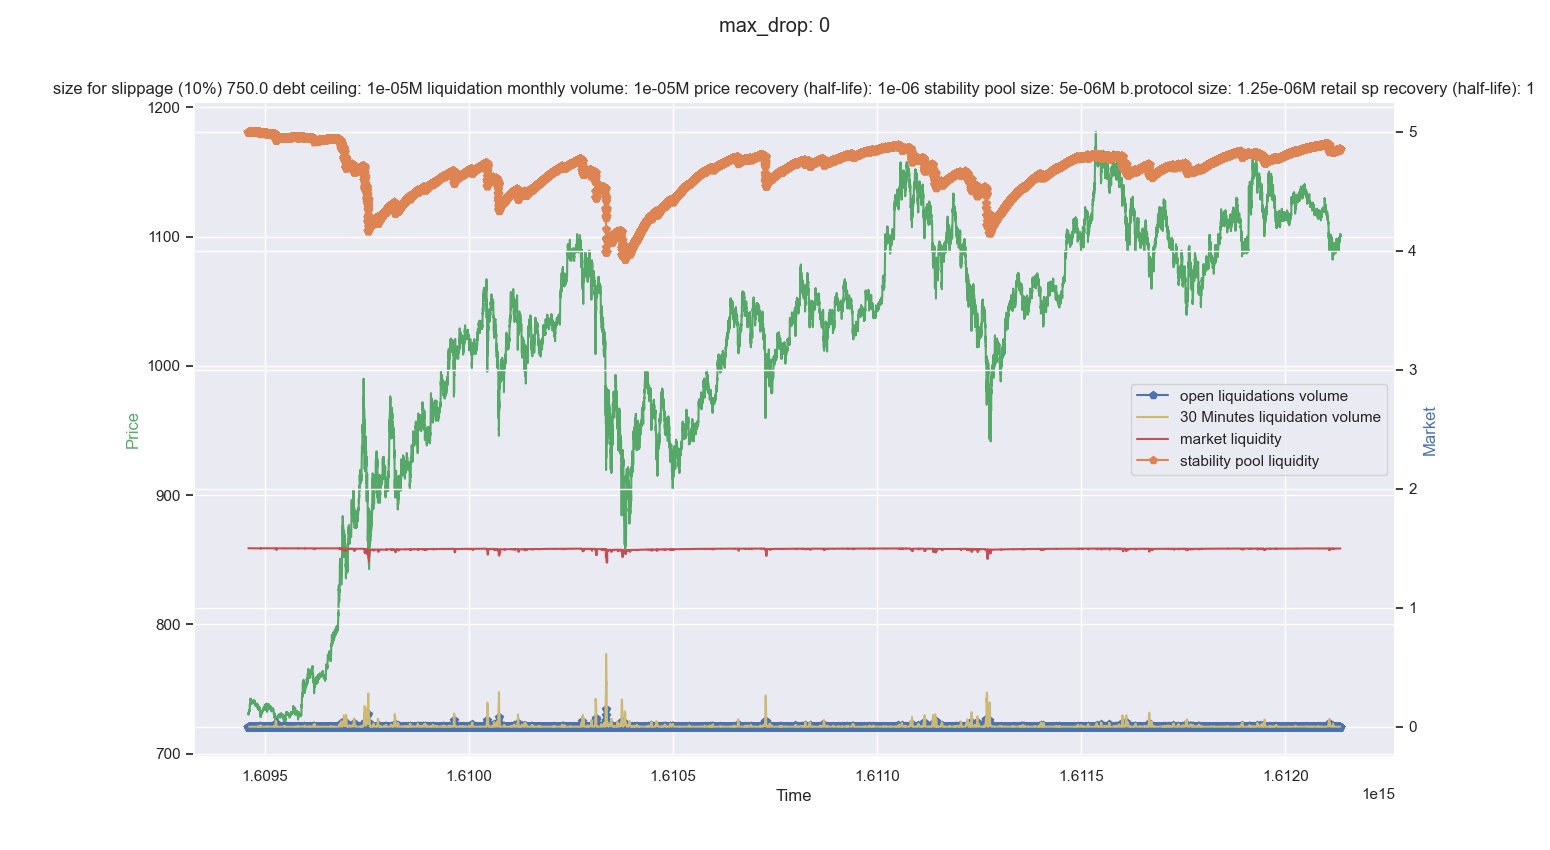 max_drop: 0
size for slippage (10%) 750.0 debt ceiling: 1e-05M liquidation monthly volume: 1e-05M price recovery (half-life): 1e-06 stability pool size: 5e-06M b.protocol size: 1.25e-06M retail sp recovery (half-life): 1
1200
1100
1000
900
800
700
Price
5
4
3
2
1
0
Market
open liquidations volume
30 Minutes liquidation volume
market liquidity
stability pool liquidity
1.6095 1.6100 1.6105 1.6110 1.6115 1.6120
Time
1e15